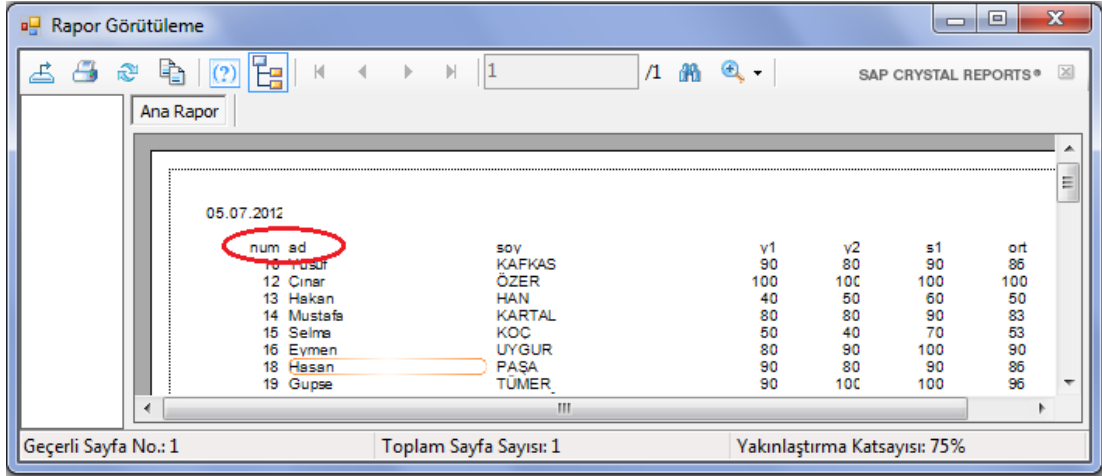 Rapor Görütüleme
1 /1 SAP CRYSTAL REPORTS®
Ana Rapor
05.07.2012
num ad soy y1 y2 s1 ort
10 Yusuf KAFKAS 90 80 90 86
12 Çınar ÖZER 100 100 100 100
13 Hakan HAN 40 50 60 50
14 Mustafa KARTAL 80 80 90 83
15 Selma KOÇ 50 40 70 53
16 Eymen UYGUR 80 90 100 90
18 Hasan PAŞA 90 80 90 86
19 Gupse TÜMER 90 100 100 96
Geçerli Sayfa No.: 1 Toplam Sayfa Sayısı: 1 Yakınlaştırma Katsayısı: 75%